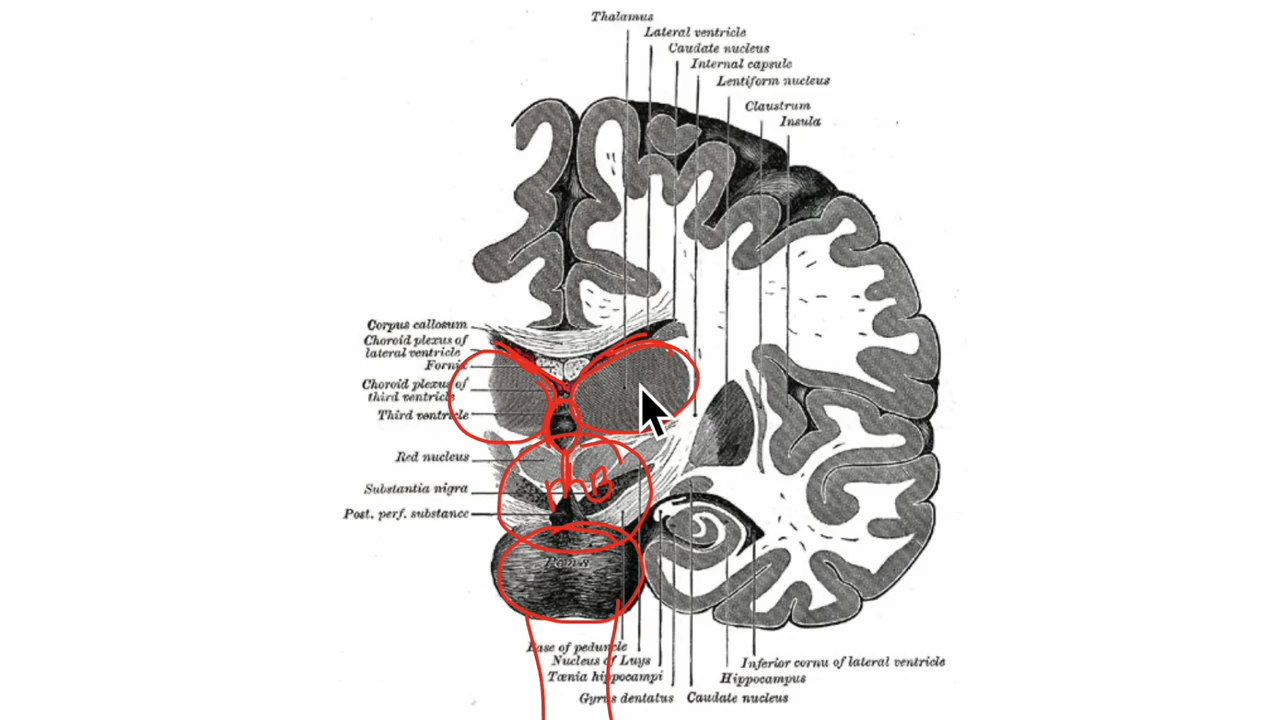 Thalamus
Lateral ventricle
Caudate nucleus
Internal capsule
Lentiform nucleus
Claustrum
Insula
Corpus callosum
Choroid plexus of
lateral ventricle
Fornix
Choroid plexus of
third ventricle
Third ventricle
Red nucleus
Substantia nigra
mB
Post. perf. substance
Pons
Base of peduncle
Nucleus of Luys
Tænia hippocampi
Gyrus dentatus
Caudate nucleus
Hippocampus
Inferior cornu of lateral ventricle